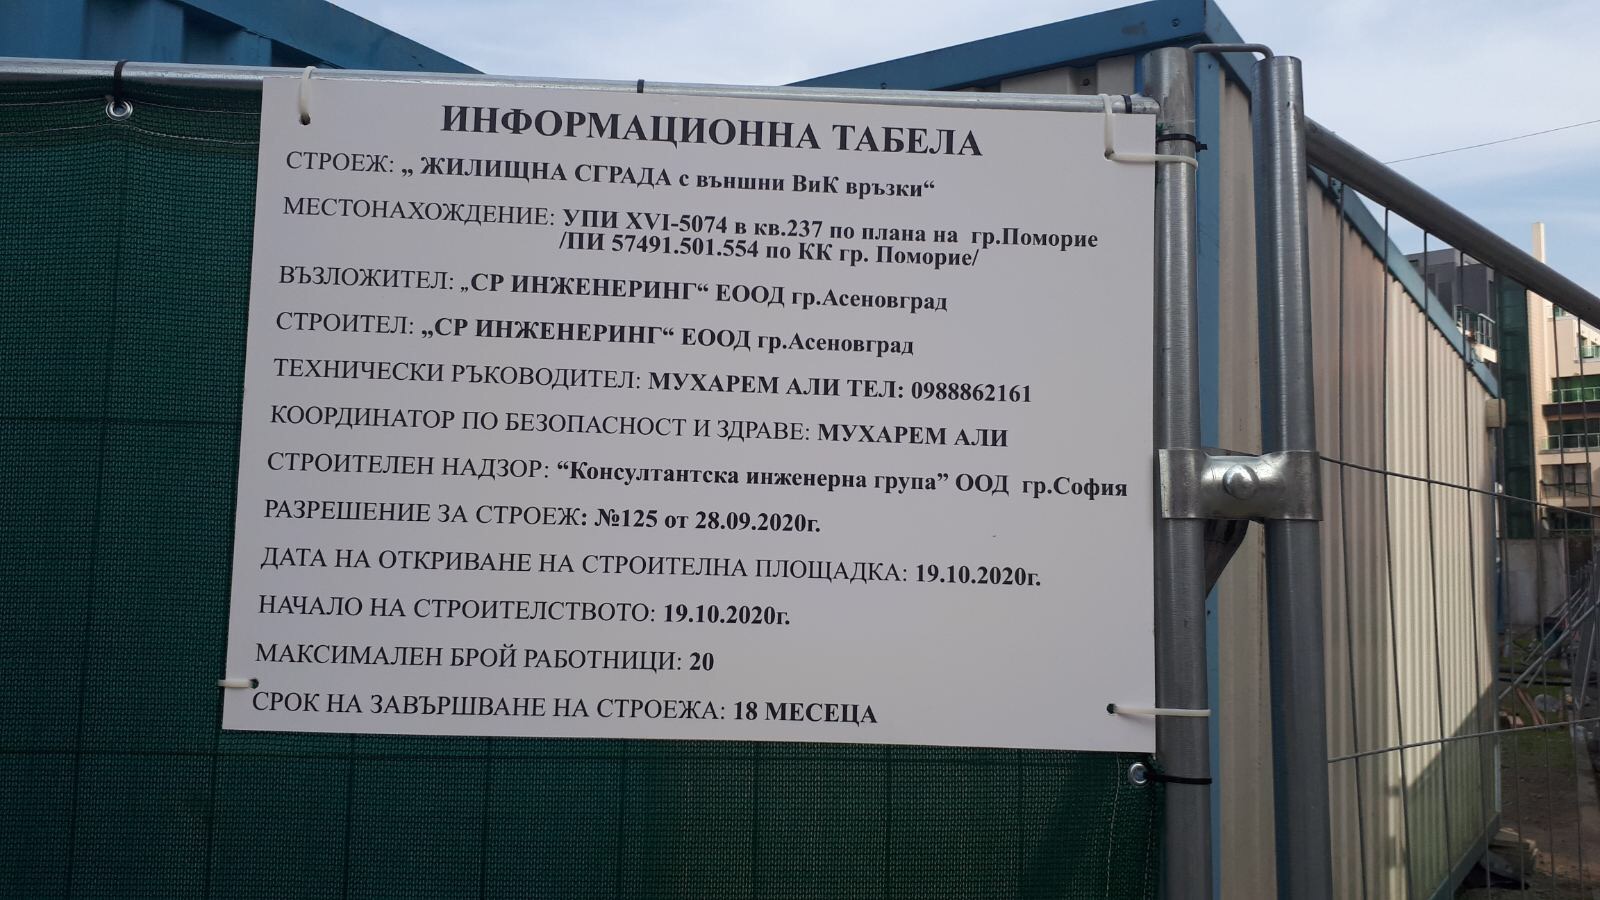 ИНФОРМАЦИОННА ТАБЕЛА
СТРОЕЖ: „ ЖИЛИЩНА СГРАДА с външни ВиК връзки“
МЕСТОНАХОЖДЕНИЕ: УПИ XVI-5074 в кв.237 по плана на гр.Поморие
/ПИ 57491.501.554 по КК гр. Поморие/
ВЪЗЛОЖИТЕЛ: „СР ИНЖЕНЕРИНГ“ ЕООД гр.Асеновград
СТРОИТЕЛ: „СР ИНЖЕНЕРИНГ“ ЕООД гр.Асеновград
ТЕХНИЧЕСКИ РЪКОВОДИТЕЛ: МУХАРЕМ АЛИ ТЕЛ: 0988862161
КООРДИНАТОР ПО БЕЗОПАСНОСТ И ЗДРАВЕ: МУХАРЕМ АЛИ
СТРОИТЕЛЕН НАДЗОР: “Консултантска инженерна група” ООД гр.София
РАЗРЕШЕНИЕ ЗА СТРОЕЖ: №125 от 28.09.2020г.
ДАТА НА ОТКРИВАНЕ НА СТРОИТЕЛНА ПЛОЩАДКА: 19.10.2020г.
НАЧАЛО НА СТРОИТЕЛСТВОТО: 19.10.2020г.
МАКСИМАЛЕН БРОЙ РАБОТНИЦИ: 20
СРОК НА ЗАВЪРШВАНЕ НА СТРОЕЖА: 18 МЕСЕЦА